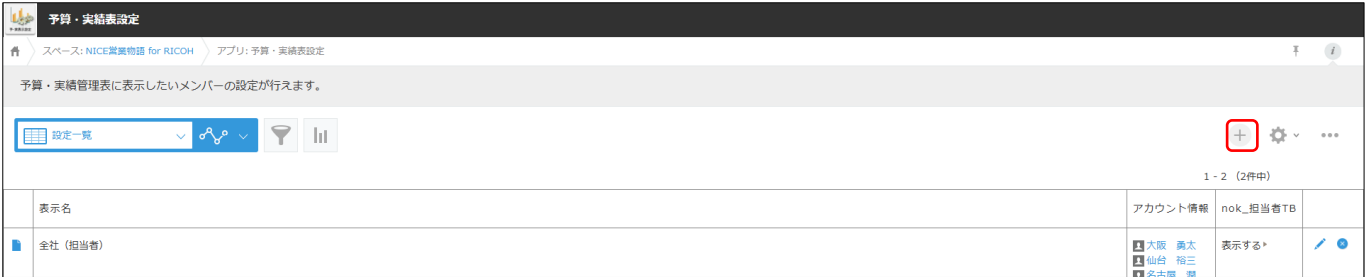 予算・実績表設定
スペース: NICE営業物語 for RICOH アプリ: 予算・実績表設定
予算・実績管理表に表示したいメンバーの設定が行えます。
設定一覧
1 - 2 （2件中）
表示名 アカウント情報 nok_担当者TB
全社（担当者） 大阪 勇太 表示する
仙台 裕三
名古屋 潤